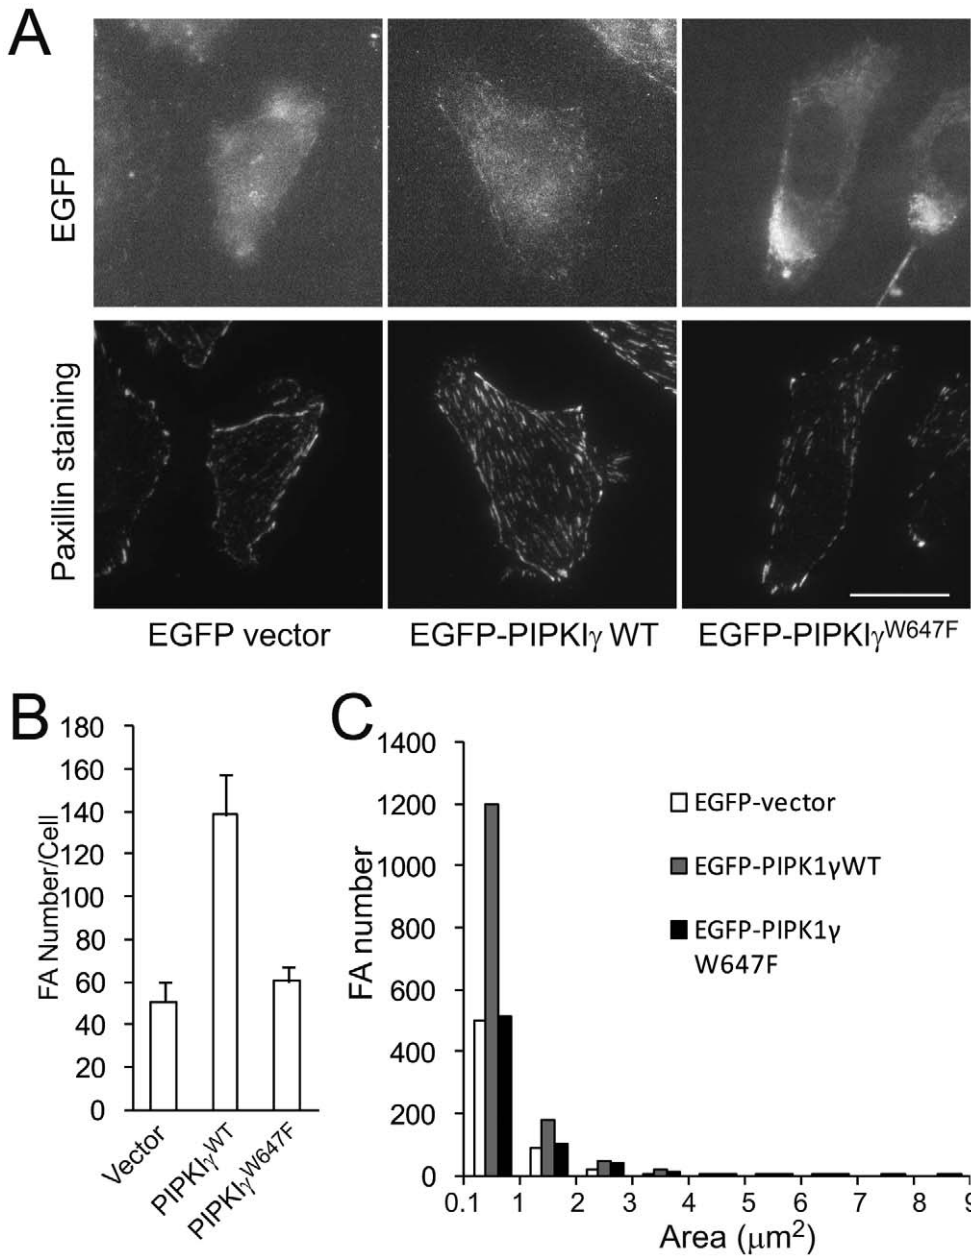 A
EGFP
Paxillin staining
EGFP vector
EGFP-PIPKIγ WT
EGFP-PIPKIγW647F
B
FA Number/Cell
180
160
140
120
100
80
60
40
20
0
Vector
PIPKIγWT
PIPKIγW647F
C
FA number
1400
1200
1000
800
600
400
200
0
EGFP-vector
EGFP-PIPK1γWT
EGFP-PIPK1γ
W647F
0.1 1 2 3 4 5 6 7 8 9
Area (μm²)